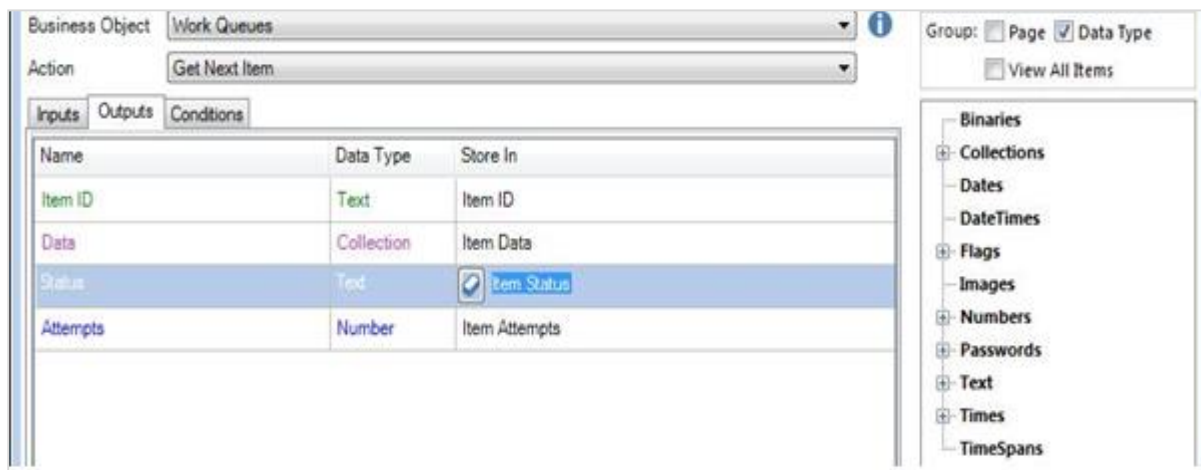 Business Object Work Queues
Action Get Next Item
Inputs Outputs Conditions
Name Data Type Store In
Item ID Text Item ID
Data Collection Item Data
Status Text Item Status
Attempts Number Item Attempts
Group: Page Data Type
View All Items
Binaries
Collections
Dates
DateTimes
Flags
Images
Numbers
Passwords
Text
Times
TimeSpans